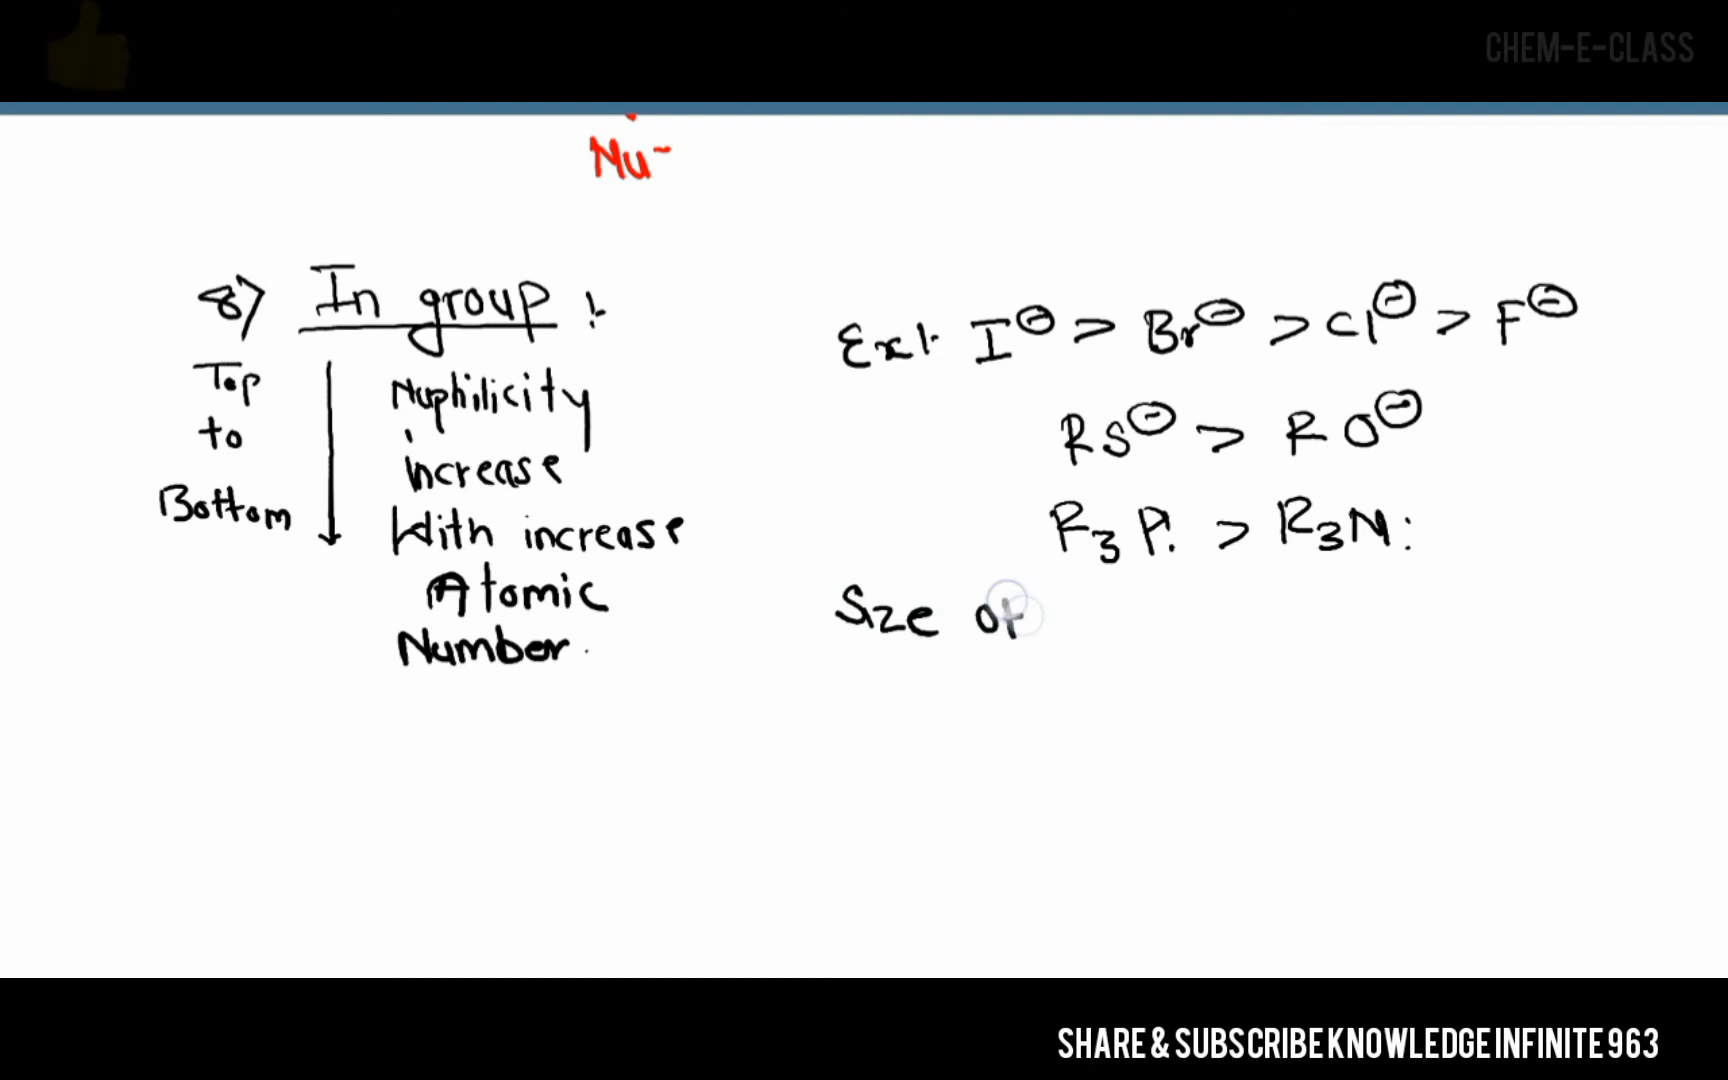 CHEM-E-CLASS
Nu-
8) In group :-
Top
to
Bottom
Nuphilicity
increase
With increase
Atomic
Number.
Ex:- I⊖ > Br⊖ > Cl⊖ > F⊖
RS⊖ > RO⊖
R₃P: > R₃N:
Size of
SHARE & SUBSCRIBE KNOWLEDGE INFINITE 963